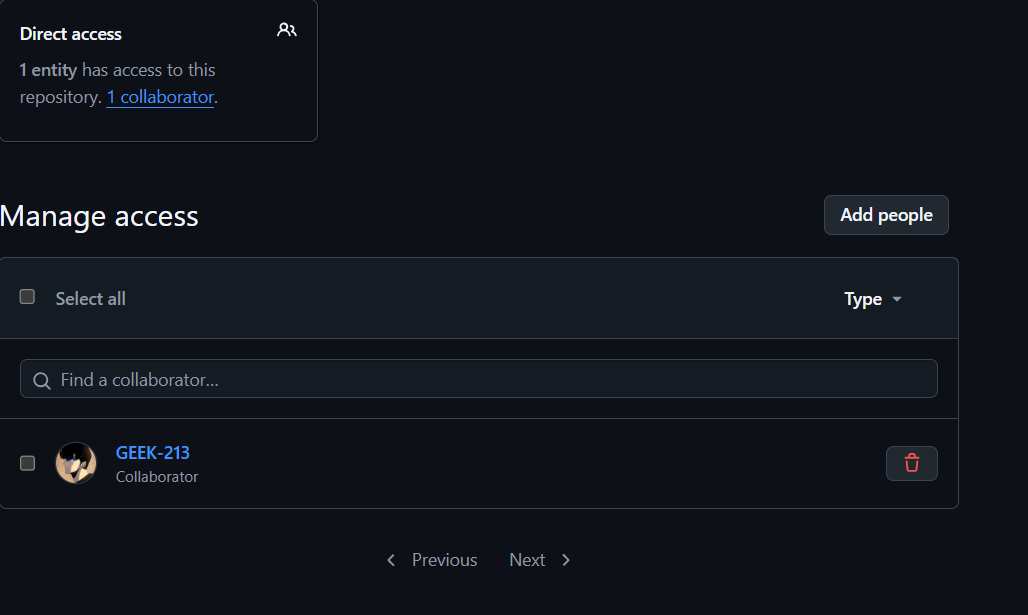 Direct access
1 entity has access to this
repository. 1 collaborator.
Manage access
Add people
Select all
Type
Find a collaborator...
GEEK-213
Collaborator
Previous
Next